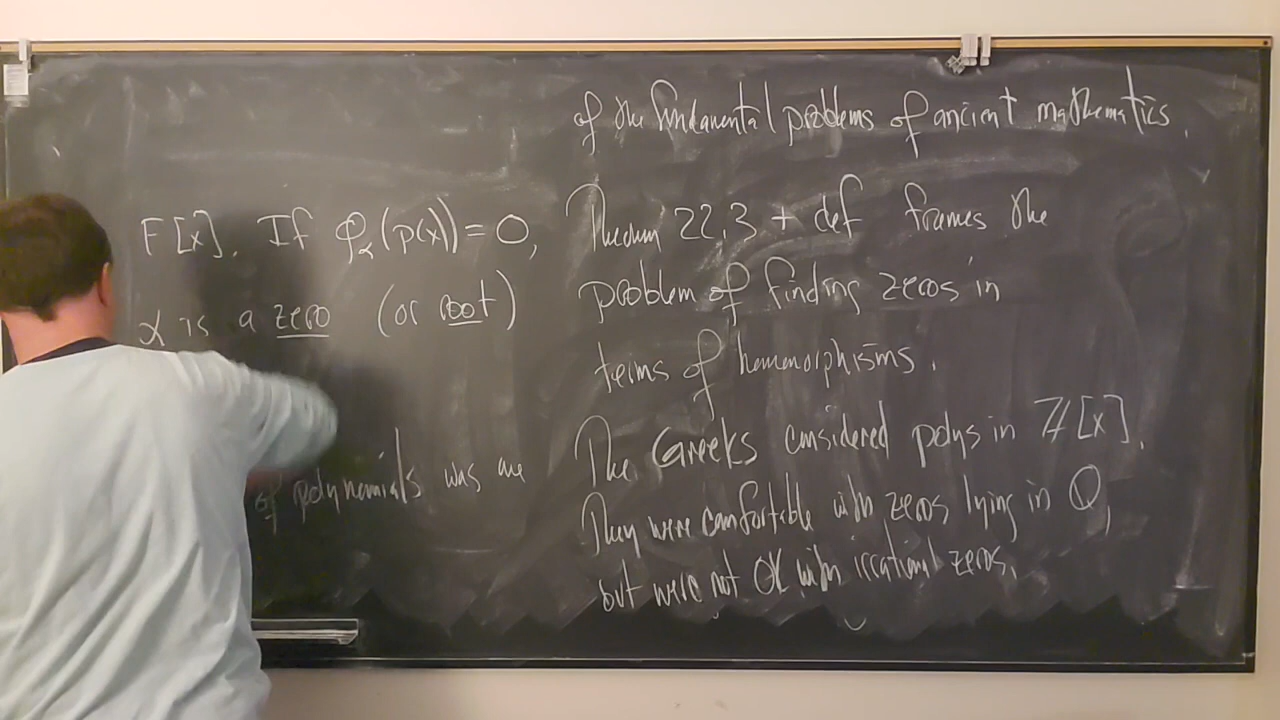 F[x]. If φ_α(p(x)) = 0,
α is a zero (or root)
of polynomials was one
of the fundamental problems of ancient mathematics.
Theorem 22.3 + def frames the
problem of finding zeros in
terms of homomorphisms.
The Greeks considered polys in ℤ[x].
They were comfortable with zeros lying in ℚ,
but were not OK with irrational zeros.